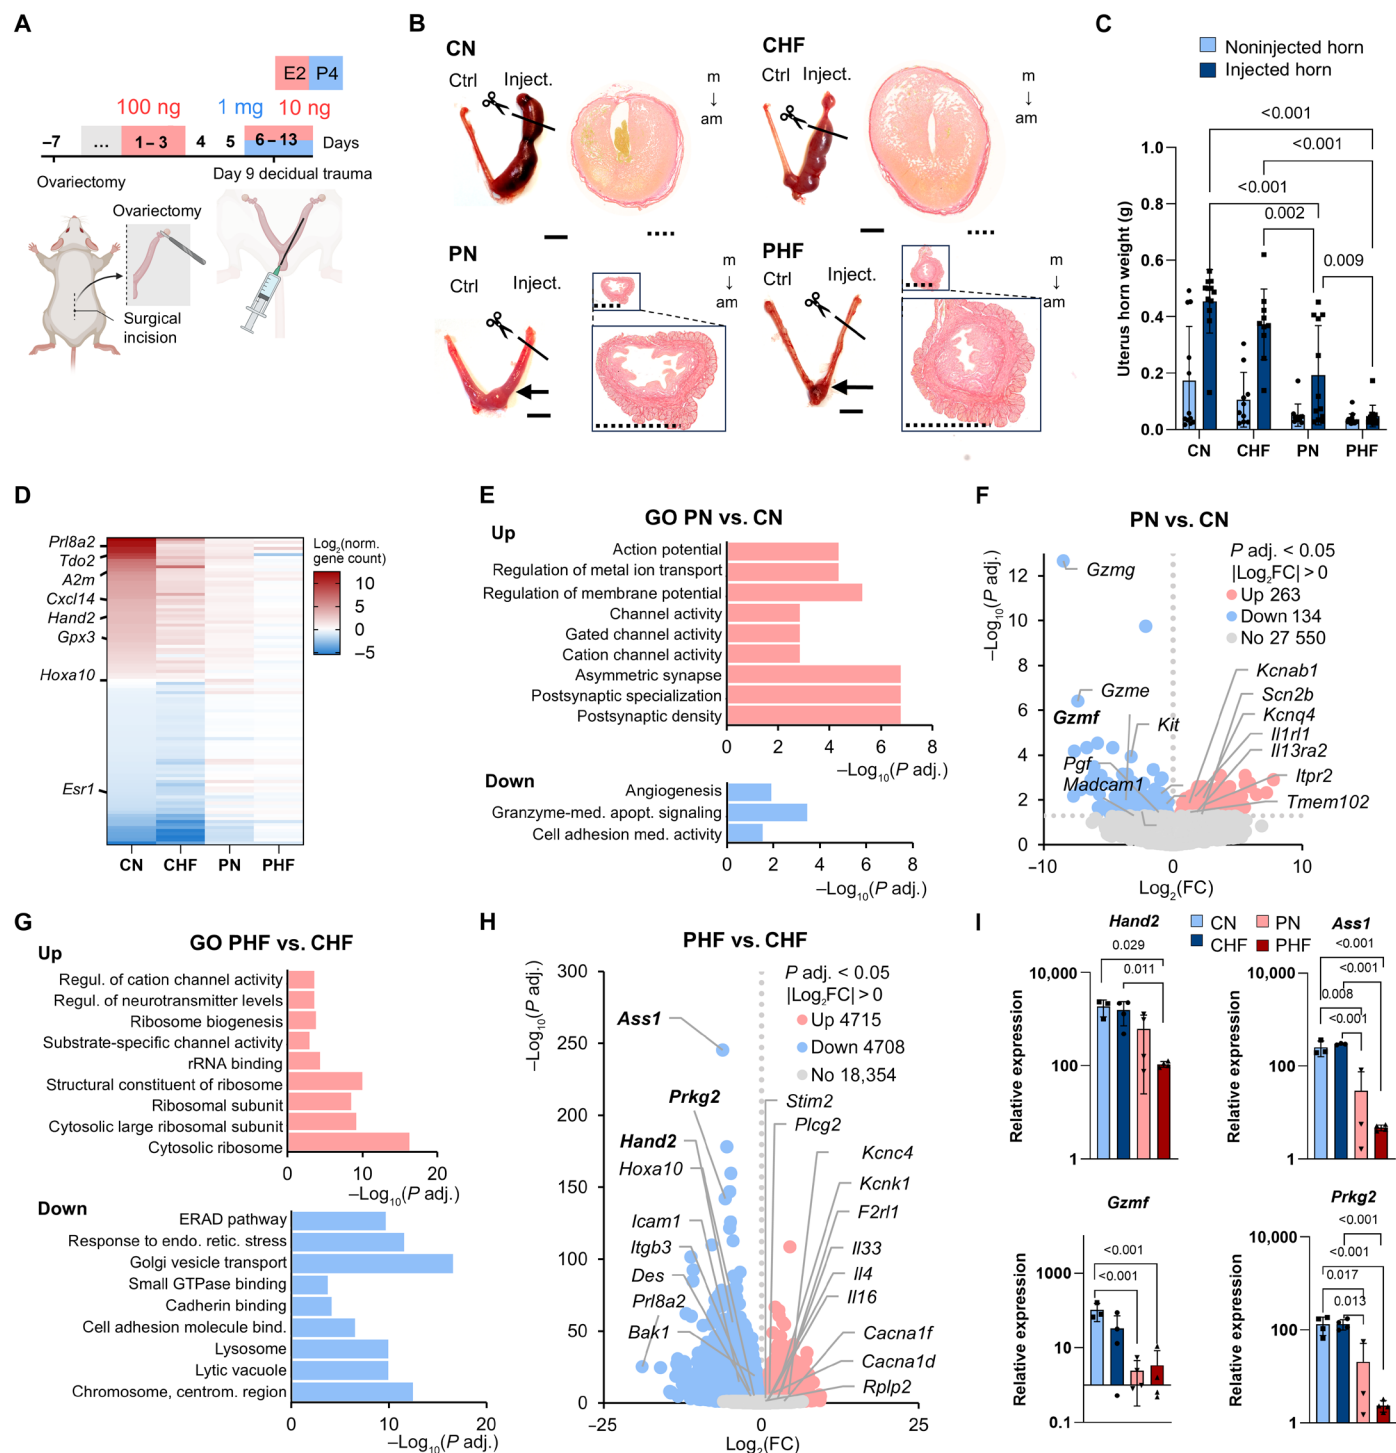 A
E2 P4
100 ng 1 mg 10 ng
–7 ... 1–3 4 5 6–13 Days
Ovariectomy
Day 9 decidual trauma
Ovariectomy
Surgical
incision
B
CN
Ctrl Inject.
m
↓
am
CHF
Ctrl Inject.
m
↓
am
PN
Ctrl Inject.
m
↓
am
PHF
Ctrl Inject.
m
↓
am
C
Noninjected horn
Injected horn
<0.001
<0.001
<0.001
0.002
0.009
Uterus horn weight (g)
1.0
0.8
0.6
0.4
0.2
0.0
CN CHF PN PHF
D
Prl8a2
Tdo2
A2m
Cxcl14
Hand2
Gpx3
Hoxa10
Esr1
Log2(norm.
gene count)
10
5
0
–5
CN CHF PN PHF
E
GO PN vs. CN
Up
Action potential
Regulation of metal ion transport
Regulation of membrane potential
Channel activity
Gated channel activity
Cation channel activity
Asymmetric synapse
Postsynaptic specialization
Postsynaptic density
0 2 4 6 8
–Log10(P adj.)
Down
Angiogenesis
Granzyme-med. apopt. signaling
Cell adhesion med. activity
0 2 4 6 8
–Log10(P adj.)
F
PN vs. CN
–Log10(P adj.)
P adj. < 0.05
|Log2FC| > 0
Up 263
Down 134
No 27 550
12
10
8
6
4
2
0
Gzmg
Gzme
Gzmf
Kit
Pgf
Madcam1
Kcnab1
Scn2b
Kcnq4
Il1rl1
Il13ra2
Itpr2
Tmem102
–10 0 10
Log2(FC)
G
GO PHF vs. CHF
Up
Regul. of cation channel activity
Regul. of neurotransmitter levels
Ribosome biogenesis
Substrate-specific channel activity
rRNA binding
Structural constituent of ribosome
Ribosomal subunit
Cytosolic large ribosomal subunit
Cytosolic ribosome
0 10 20
–Log10(P adj.)
Down
ERAD pathway
Response to endo. retic. stress
Golgi vesicle transport
Small GTPase binding
Cadherin binding
Cell adhesion molecule bind.
Lysosome
Lytic vacuole
Chromosome, centrom. region
0 10 20
–Log10(P adj.)
H
PHF vs. CHF
–Log10(P adj.)
P adj. < 0.05
|Log2FC| > 0
Up 4715
Down 4708
No 18,354
300
250
200
150
100
50
0
Ass1
Prkg2
Hand2
Hoxa10
Icam1
Itgb3
Des
Prl8a2
Bak1
Stim2
Plcg2
Kcnc4
Kcnk1
F2rl1
Il33
Il4
Il16
Cacna1f
Cacna1d
Rplp2
–25 0 25
Log2(FC)
I
CN PN
CHF PHF
Hand2
0.029
0.011
Relative expression
10,000
100
1
Ass1
<0.001
<0.001
0.008
<0.001
Relative expression
10,000
100
1
Gzmf
<0.001
<0.001
Relative expression
1000
10
0.1
Prkg2
<0.001
<0.001
0.017
0.013
Relative expression
10,000
100
1